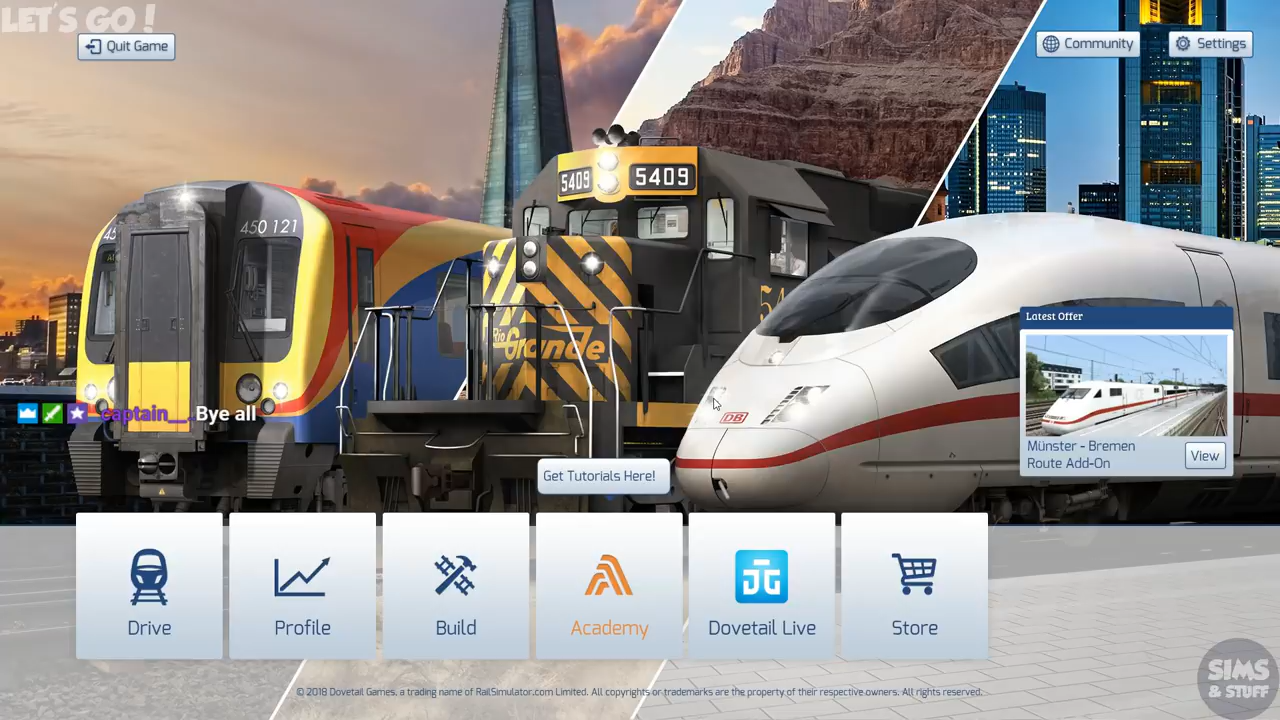 LET'S GO !
Quit Game
Community
Settings
5409
5409
450 121
45
Rio Grande
DB
Latest Offer
Münster - Bremen
Route Add-On
View
captain__: Bye all
Get Tutorials Here!
Drive
Profile
Build
Academy
Dovetail Live
Store
© 2018 Dovetail Games, a trading name of RailSimulator.com Limited. All copyrights or trademarks are the property of their respective owners. All rights reserved.
SIMS
& STUFF